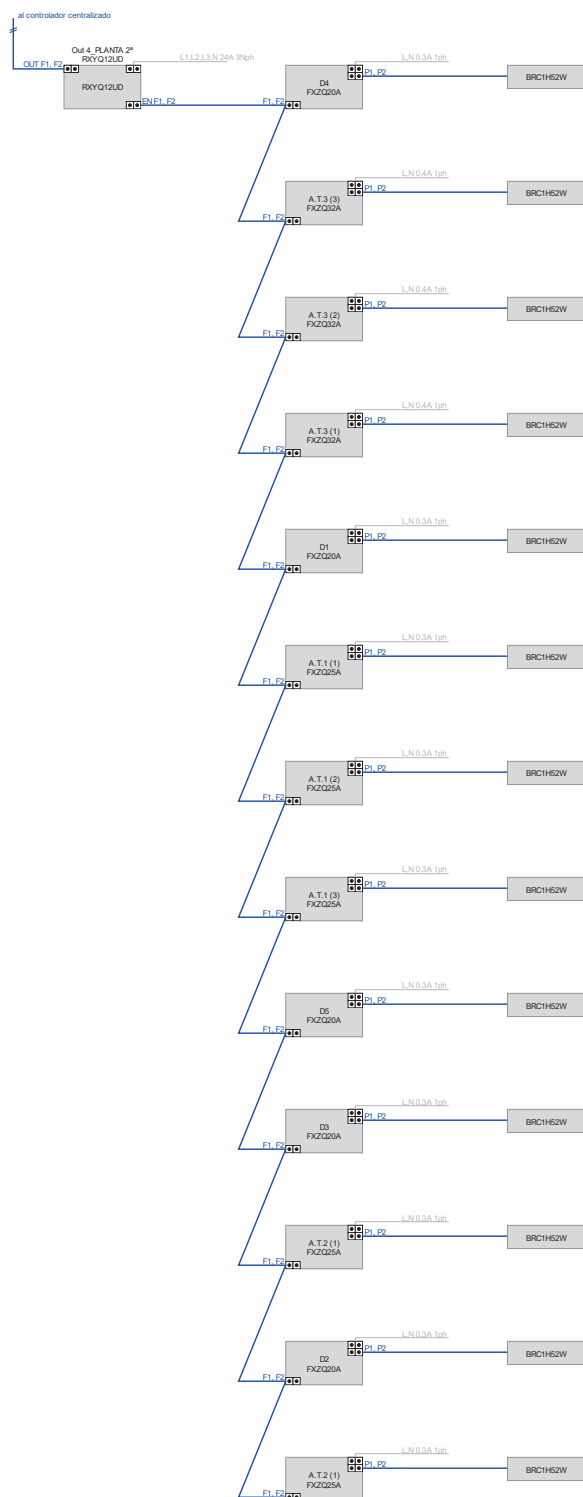 al controlador centralizado
Out 4_PLANTA 2ª
L1,L2,L3,N 24A 3Nph
OUT F1, F2
RXYQ12UD
RXYQ12UD
EN F1, F2
L,N 0.3A 1ph
P1, P2
D4
FXZQ20A
F1, F2
BRC1H52W
L,N 0.4A 1ph
P1, P2
A.T.3 (3)
FXZQ32A
F1, F2
BRC1H52W
L,N 0.4A 1ph
P1, P2
A.T.3 (2)
FXZQ32A
F1, F2
BRC1H52W
L,N 0.4A 1ph
P1, P2
A.T.3 (1)
FXZQ32A
F1, F2
BRC1H52W
L,N 0.3A 1ph
P1, P2
D1
FXZQ20A
F1, F2
BRC1H52W
L,N 0.3A 1ph
P1, P2
A.T.1 (1)
FXZQ25A
F1, F2
BRC1H52W
L,N 0.3A 1ph
P1, P2
A.T.1 (2)
FXZQ25A
F1, F2
BRC1H52W
L,N 0.3A 1ph
P1, P2
A.T.1 (3)
FXZQ25A
F1, F2
BRC1H52W
L,N 0.3A 1ph
P1, P2
D5
FXZQ20A
F1, F2
BRC1H52W
L,N 0.3A 1ph
P1, P2
D3
FXZQ20A
F1, F2
BRC1H52W
L,N 0.3A 1ph
P1, P2
A.T.2 (1)
FXZQ25A
F1, F2
BRC1H52W
L,N 0.3A 1ph
P1, P2
D2
FXZQ20A
F1, F2
BRC1H52W
L,N 0.3A 1ph
P1, P2
A.T.2 (1)
FXZQ25A
F1, F2
BRC1H52W